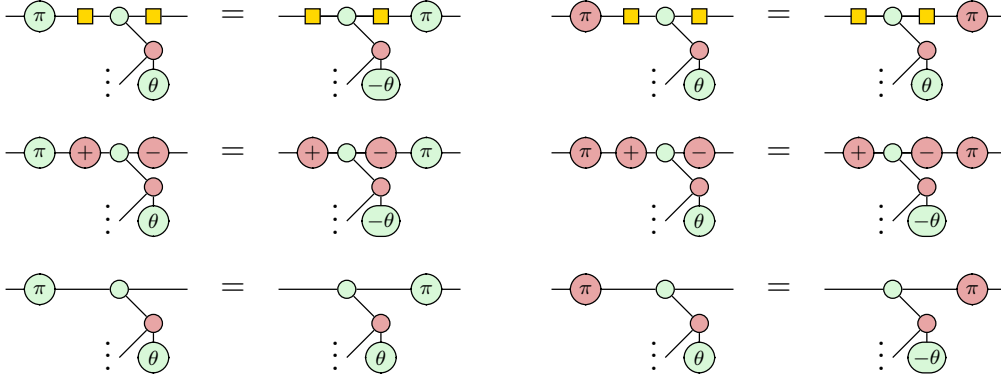 π = π π = π
θ −θ θ θ
π + − = + − π π + − = + − π
θ −θ θ −θ
π = π π = π
θ θ θ −θ